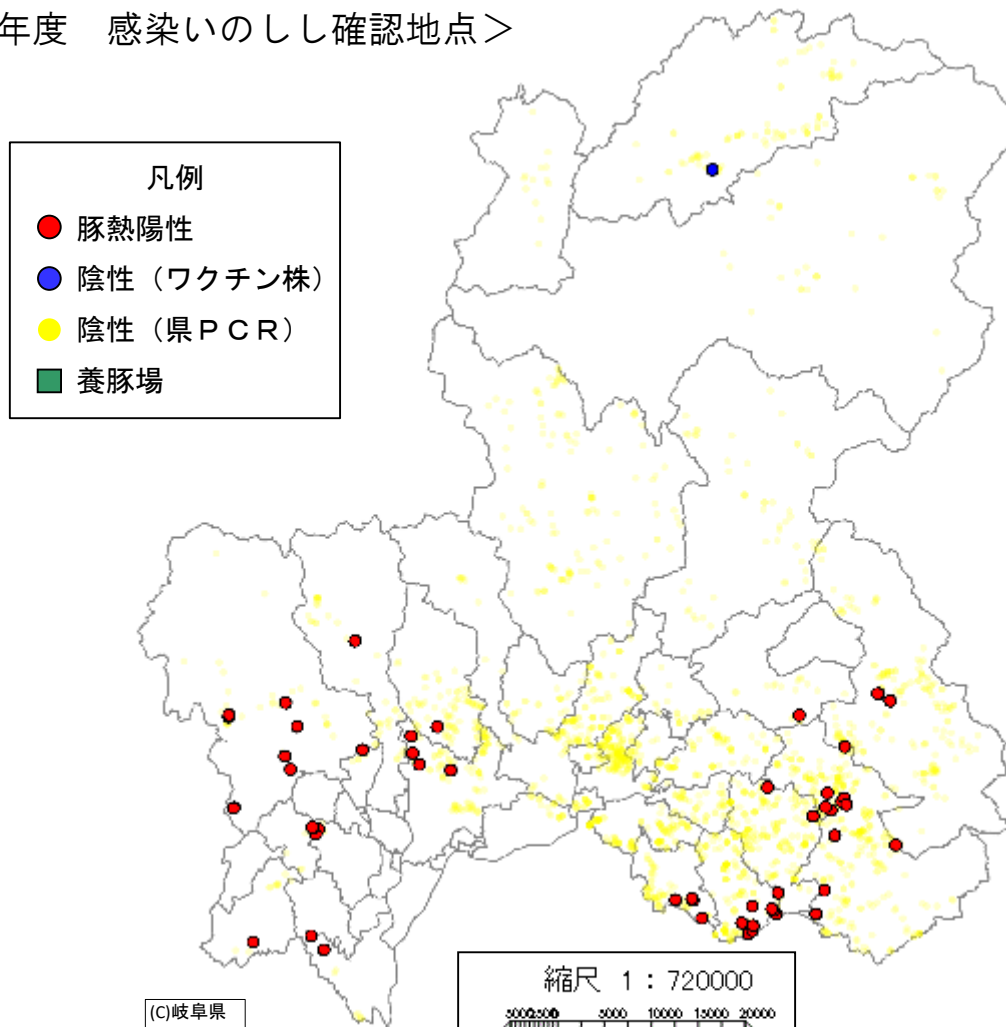 年度　感染いのしし確認地点＞
凡例
豚熱陽性
陰性（ワクチン株）
陰性（県ＰＣＲ）
養豚場
縮尺 1：720000
5000 10000 15000 20000
(C)岐阜県